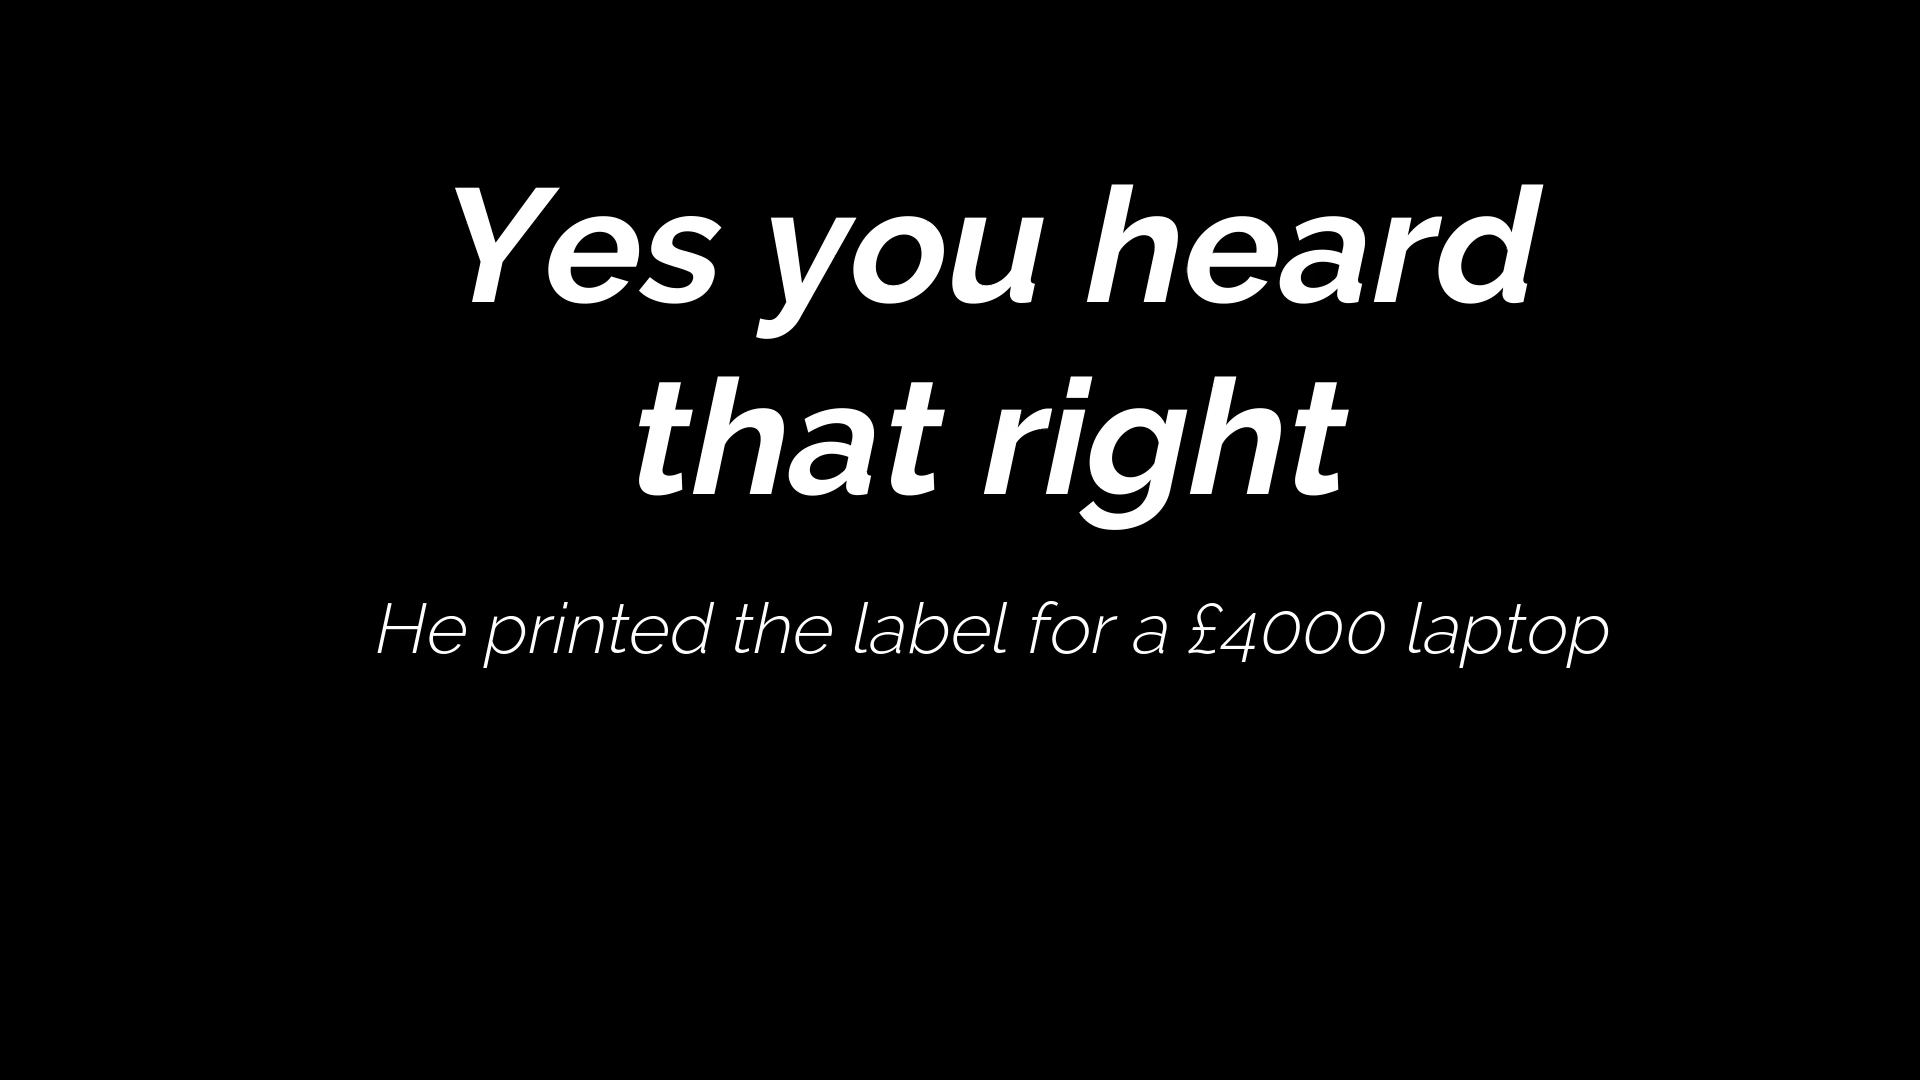 Yes you heard
that right
He printed the label for a £4000 laptop